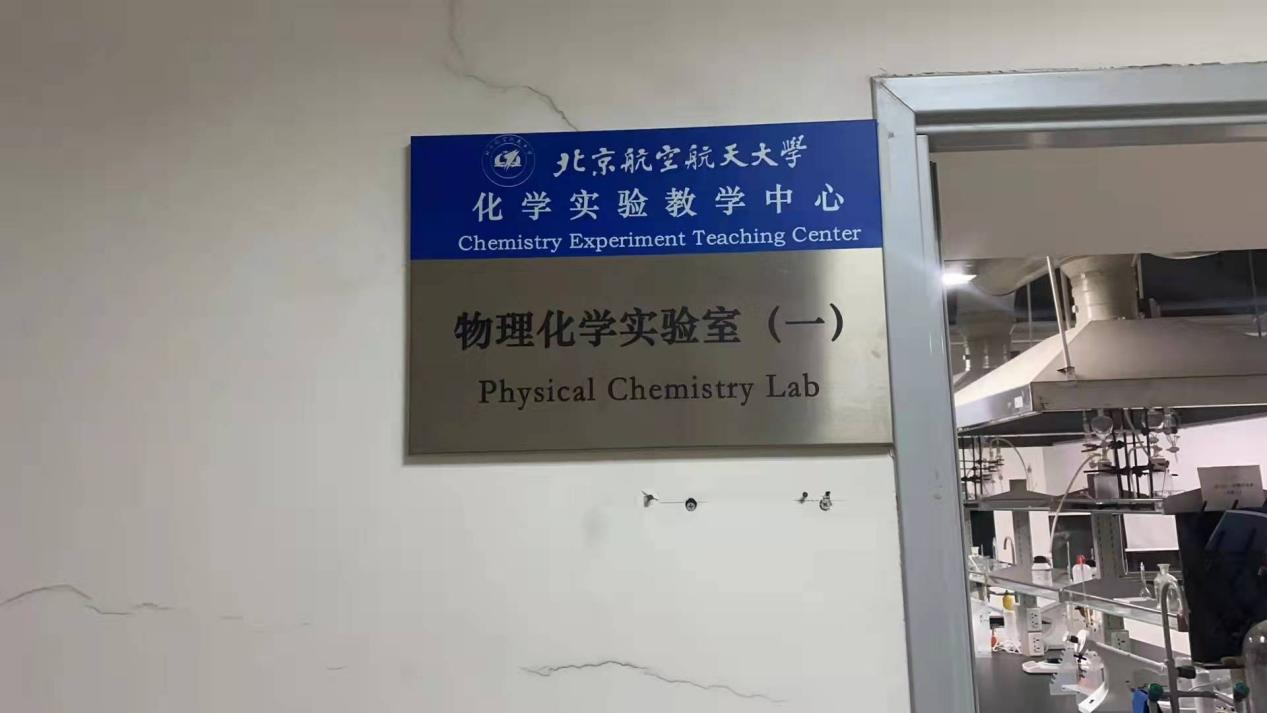 北京航空航天大學
化学实验教学中心
Chemistry Experiment Teaching Center
物理化学实验室（一）
Physical Chemistry Lab